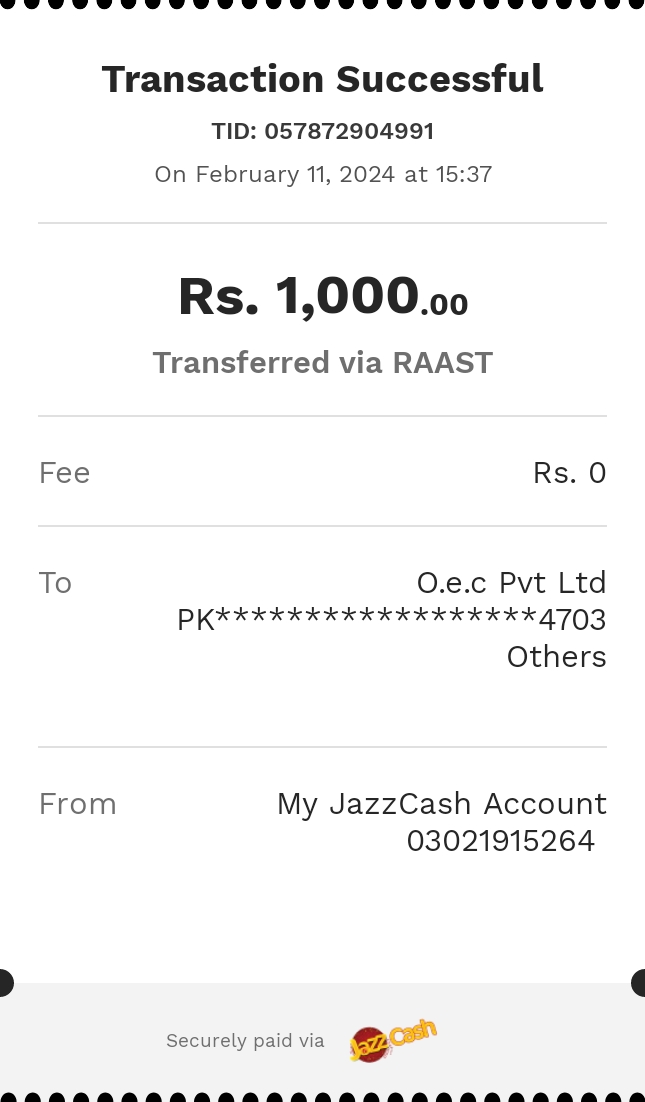 Transaction Successful
TID: 057872904991
On February 11, 2024 at 15:37
Rs. 1,000.00
Transferred via RAAST
Fee Rs. 0
To O.e.c Pvt Ltd
PK******************4703
Others
From My JazzCash Account
03021915264
Securely paid via JazzCash